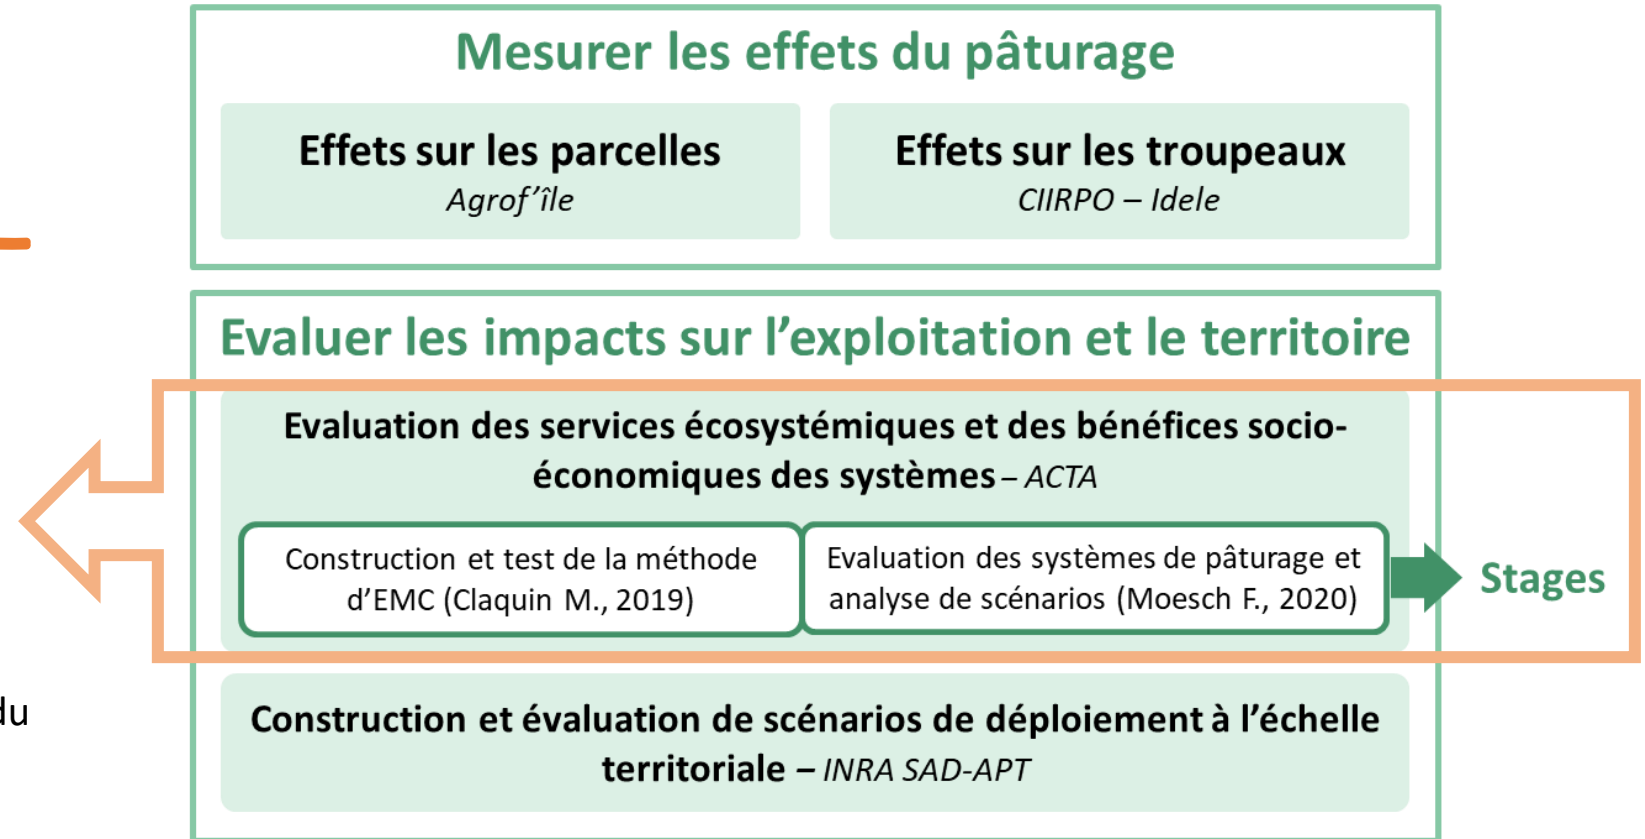 Mesurer les effets du pâturage
Effets sur les parcelles
Agrof’île
Effets sur les troupeaux
CIIRPO – Idele
Evaluer les impacts sur l’exploitation et le territoire
Evaluation des services écosystémiques et des bénéfices socio-
économiques des systèmes – ACTA
Construction et test de la méthode
d’EMC (Claquin M., 2019)
Evaluation des systèmes de pâturage et
analyse de scénarios (Moesch F., 2020)
Stages
du
Construction et évaluation de scénarios de déploiement à l’échelle
territoriale – INRA SAD-APT